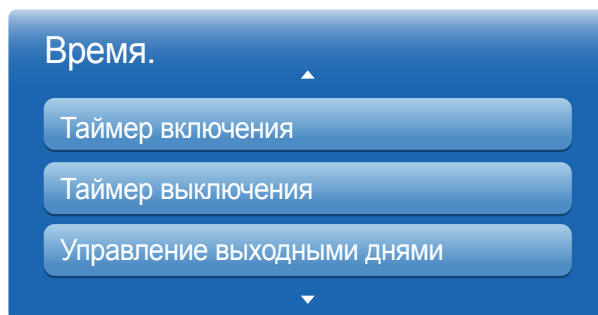 Время.
Таймер включения
Таймер выключения
Управление выходными днями